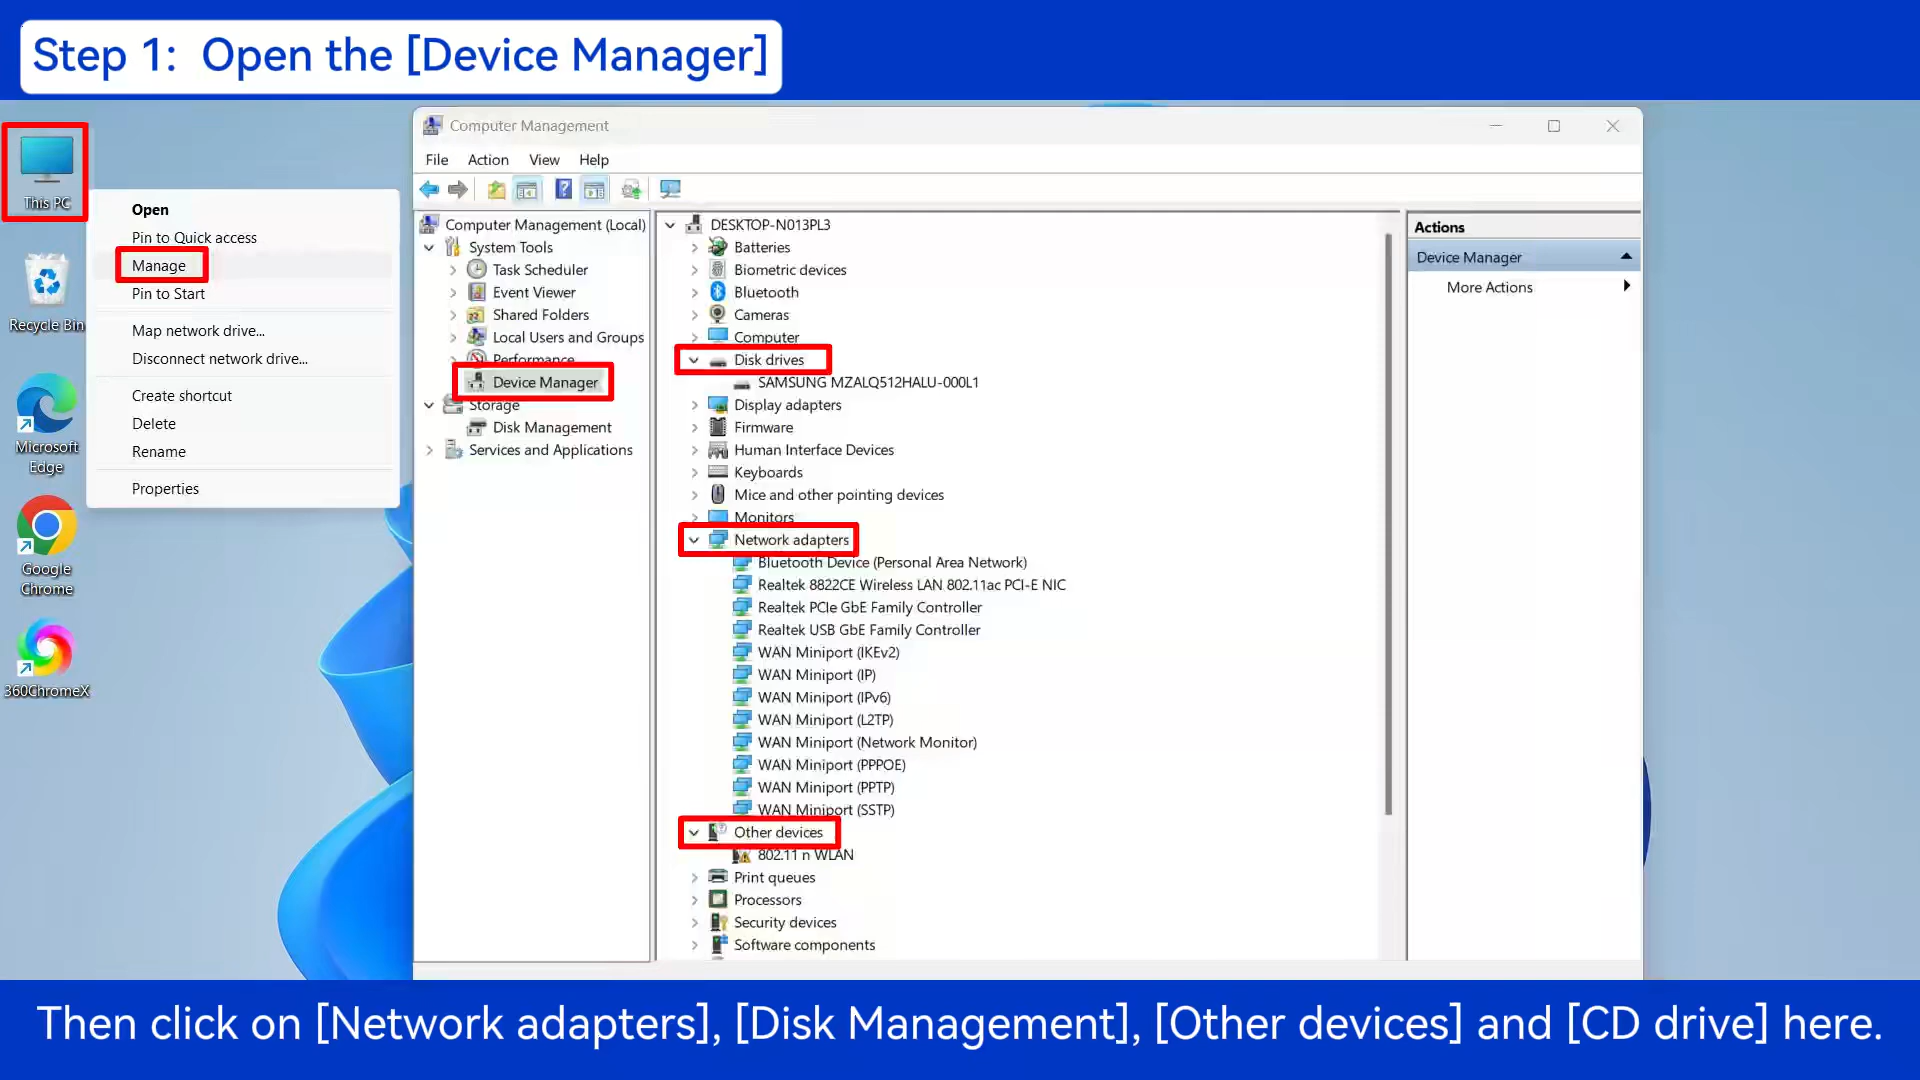 Step 1: Open the [Device Manager]
This PC
Recycle Bin
Microsoft
Edge
Google
Chrome
360ChromeX
Open
Pin to Quick access
Manage
Pin to Start
Map network drive...
Disconnect network drive...
Create shortcut
Delete
Rename
Properties
Computer Management
File Action View Help
Computer Management (Local)
System Tools
Task Scheduler
Event Viewer
Shared Folders
Local Users and Groups
Performance
Device Manager
Storage
Disk Management
Services and Applications
DESKTOP-N013PL3
Batteries
Biometric devices
Bluetooth
Cameras
Computer
Disk drives
SAMSUNG MZALQ512HALU-000L1
Display adapters
Firmware
Human Interface Devices
Keyboards
Mice and other pointing devices
Monitors
Network adapters
Bluetooth Device (Personal Area Network)
Realtek 8822CE Wireless LAN 802.11ac PCI-E NIC
Realtek PCIe GbE Family Controller
Realtek USB GbE Family Controller
WAN Miniport (IKEv2)
WAN Miniport (IP)
WAN Miniport (IPv6)
WAN Miniport (L2TP)
WAN Miniport (Network Monitor)
WAN Miniport (PPPOE)
WAN Miniport (PPTP)
WAN Miniport (SSTP)
Other devices
802.11 n WLAN
Print queues
Processors
Security devices
Software components
Actions
Device Manager
More Actions
Then click on [Network adapters], [Disk Management], [Other devices] and [CD drive] here.